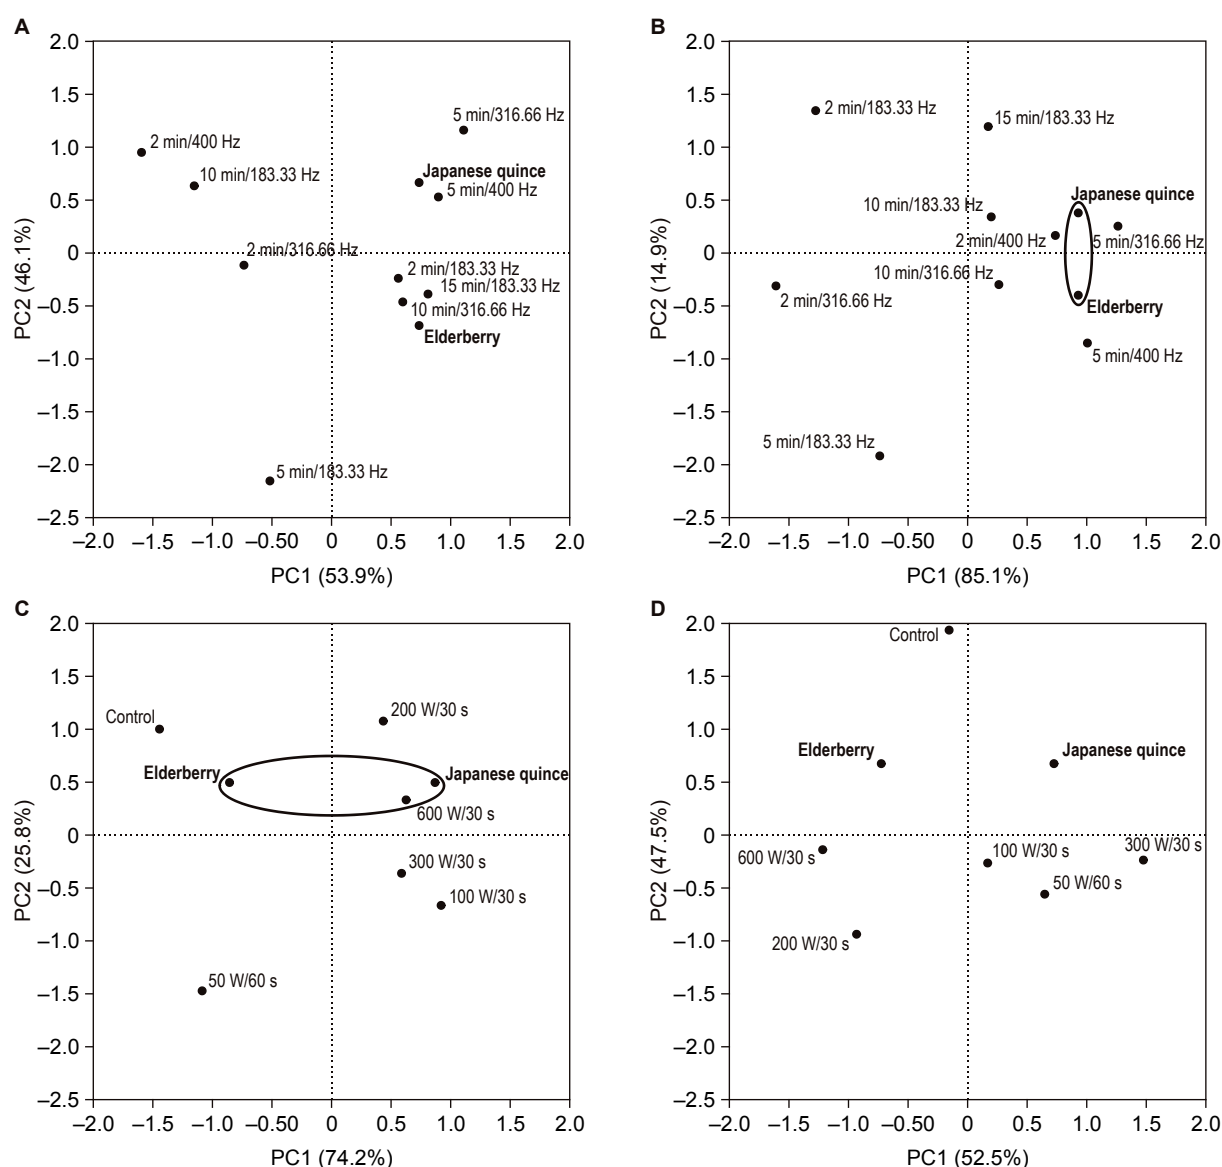 A
2.0
1.5
1.0
0.5
0
–0.5
–1.0
–1.5
–2.0
–2.5
PC2 (46.1%)
5 min/316.66 Hz
2 min/400 Hz
10 min/183.33 Hz
Japanese quince
5 min/400 Hz
2 min/316.66 Hz
2 min/183.33 Hz
15 min/183.33 Hz
10 min/316.66 Hz
Elderberry
5 min/183.33 Hz
–2.0 –1.5 –1.0 –0.50 0 0.5 1.0 1.5 2.0
PC1 (53.9%)
B
2.0
1.5
1.0
0.5
0
–0.5
–1.0
–1.5
–2.0
–2.5
PC2 (14.9%)
2 min/183.33 Hz
15 min/183.33 Hz
Japanese quince
10 min/183.33 Hz
2 min/400 Hz
5 min/316.66 Hz
10 min/316.66 Hz
2 min/316.66 Hz
Elderberry
5 min/400 Hz
5 min/183.33 Hz
–2.0 –1.5 –1.0 –0.50 0 0.5 1.0 1.5 2.0
PC1 (85.1%)
C
2.0
1.5
1.0
0.5
0
–0.5
–1.0
–1.5
–2.0
–2.5
PC2 (25.8%)
200 W/30 s
Control
Elderberry
Japanese quince
600 W/30 s
300 W/30 s
100 W/30 s
50 W/60 s
–2.0 –1.5 –1.0 –0.50 0 0.5 1.0 1.5 2.0
PC1 (74.2%)
D
2.0
1.5
1.0
0.5
0
–0.5
–1.0
–1.5
–2.0
–2.5
PC2 (47.5%)
Control
Elderberry
Japanese quince
600 W/30 s
100 W/30 s
300 W/30 s
50 W/60 s
200 W/30 s
–2.0 –1.5 –1.0 –0.50 0 0.5 1.0 1.5 2.0
PC1 (52.5%)